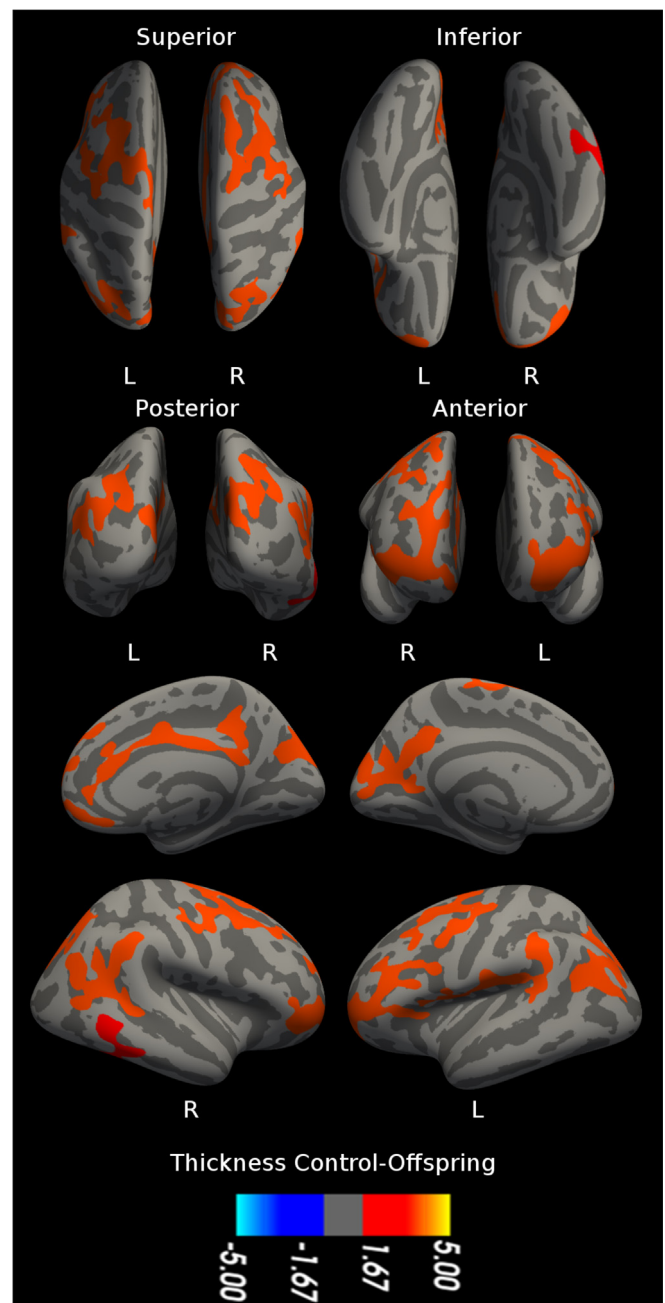 Superior Inferior
L R L R
Posterior Anterior
L R R L
R L
Thickness Control-Offspring
-5.00 -1.67 1.67 5.00